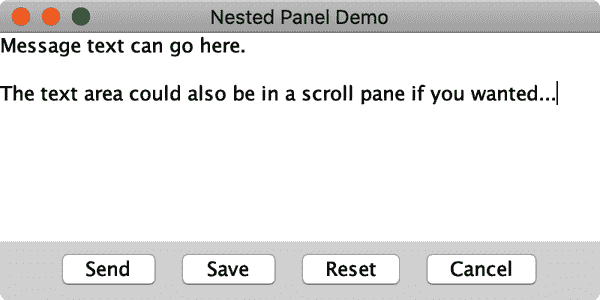 Nested Panel Demo
Message text can go here.
The text area could also be in a scroll pane if you wanted...
Send Save Reset Cancel